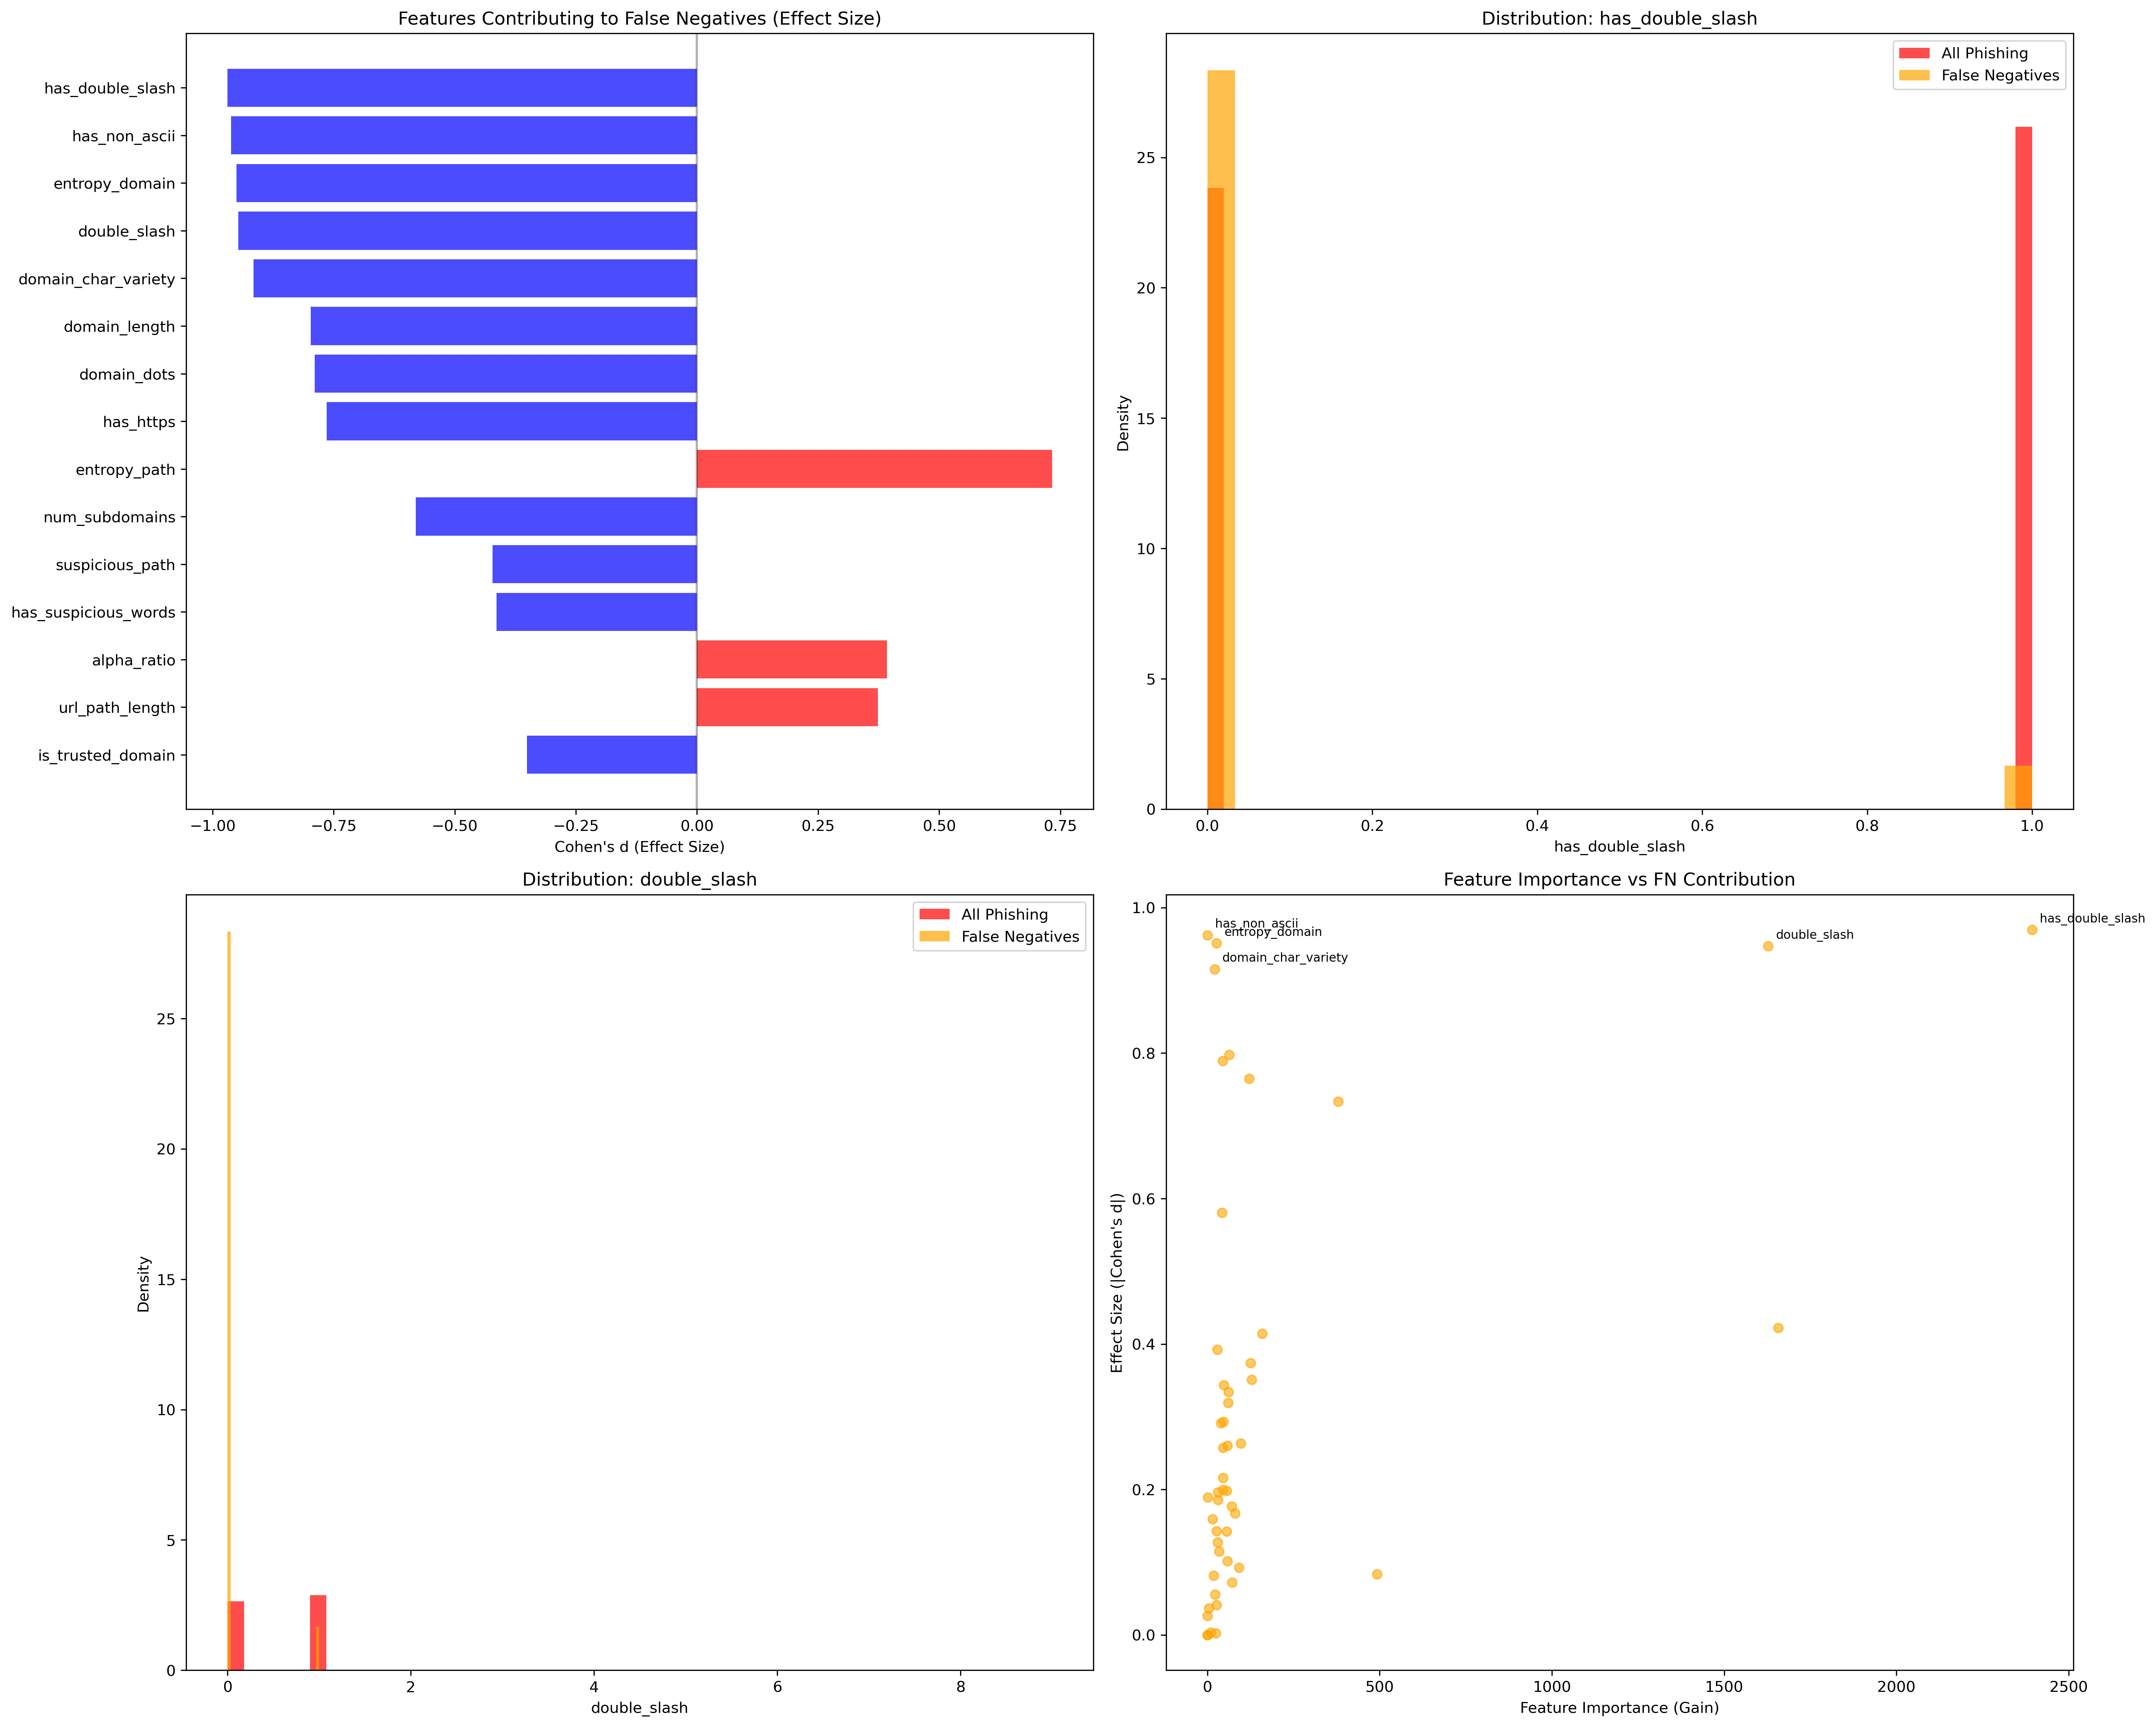 Features Contributing to False Negatives (Effect Size)
has_double_slash
has_non_ascii
entropy_domain
double_slash
domain_char_variety
domain_length
domain_dots
has_https
entropy_path
num_subdomains
suspicious_path
has_suspicious_words
alpha_ratio
url_path_length
is_trusted_domain
−1.00 −0.75 −0.50 −0.25 0.00 0.25 0.50 0.75
Cohen's d (Effect Size)
Distribution: has_double_slash
All Phishing
False Negatives
Density
25
20
15
10
5
0
0.0 0.2 0.4 0.6 0.8 1.0
has_double_slash
Distribution: double_slash
All Phishing
False Negatives
Density
25
20
15
10
5
0
0 2 4 6 8
double_slash
Feature Importance vs FN Contribution
has_non_ascii
entropy_domain
domain_char_variety
double_slash
has_double_slash
Effect Size (|Cohen's d|)
1.0
0.8
0.6
0.4
0.2
0.0
0 500 1000 1500 2000 2500
Feature Importance (Gain)